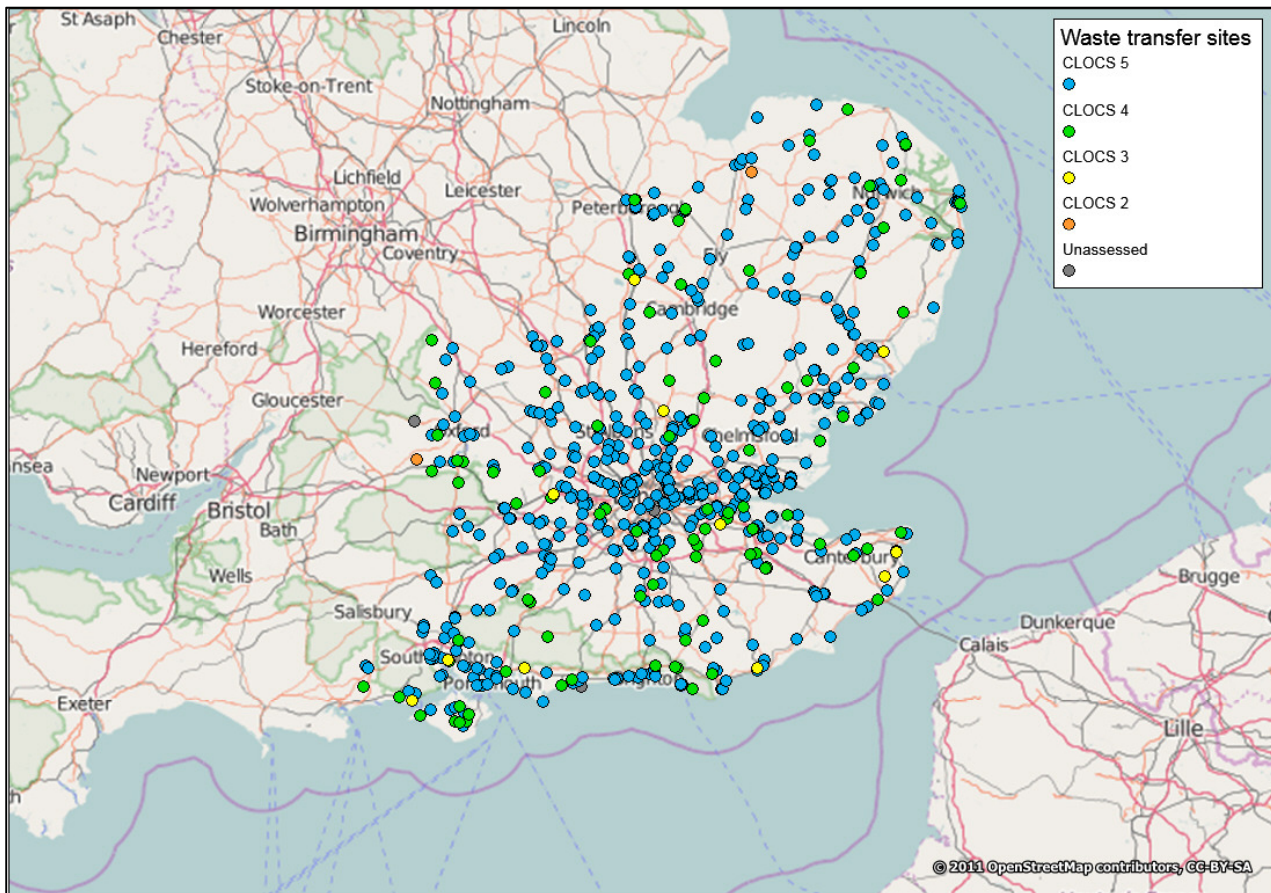 St Asaph
Chester
Lincoln
Stoke-on-Trent
Nottingham
Lichfield
Leicester
Wolverhampton
Birmingham
Coventry
Peterborough
Norwich
Ely
Worcester
Cambridge
Hereford
Gloucester
Oxford
St Albans
Chelmsford
Newport
Cardiff
Bristol
Bath
Wells
Canterbury
Salisbury
Southampton
Portsmouth
Brighton
Exeter
Brugge
Dunkerque
Calais
Lille
Waste transfer sites
CLOCS 5
CLOCS 4
CLOCS 3
CLOCS 2
Unassessed
© 2011 OpenStreetMap contributors, CC-BY-SA